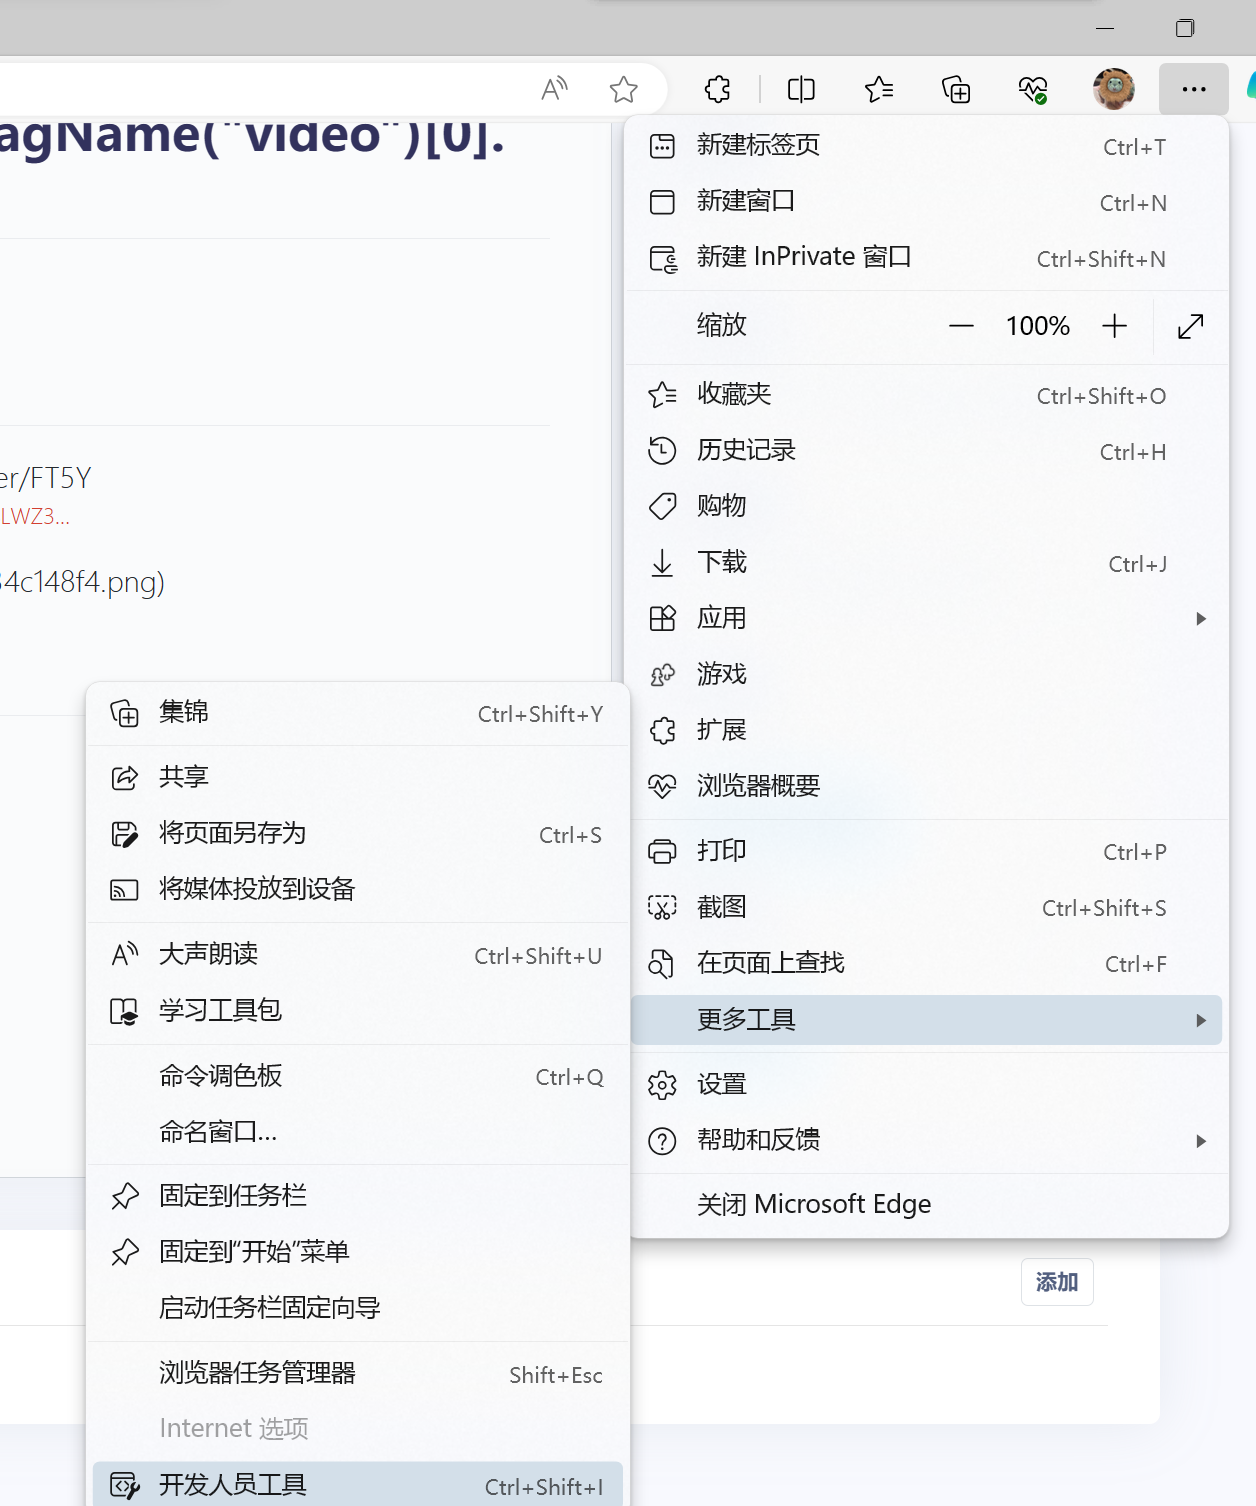 agName("video")[0].
er/FT5Y
LWZ3...
4c148f4.png)
新建标签页 Ctrl+T
新建窗口 Ctrl+N
新建 InPrivate 窗口 Ctrl+Shift+N
缩放 100%
收藏夹 Ctrl+Shift+O
历史记录 Ctrl+H
购物
下载 Ctrl+J
应用
游戏
扩展
浏览器概要
打印 Ctrl+P
截图 Ctrl+Shift+S
在页面上查找 Ctrl+F
更多工具
设置
帮助和反馈
关闭 Microsoft Edge
集锦 Ctrl+Shift+Y
共享
将页面另存为 Ctrl+S
将媒体投放到设备
大声朗读 Ctrl+Shift+U
学习工具包
命令调色板 Ctrl+Q
命名窗口...
固定到任务栏
固定到“开始”菜单
启动任务栏固定向导
浏览器任务管理器 Shift+Esc
Internet 选项
开发人员工具 Ctrl+Shift+I
添加